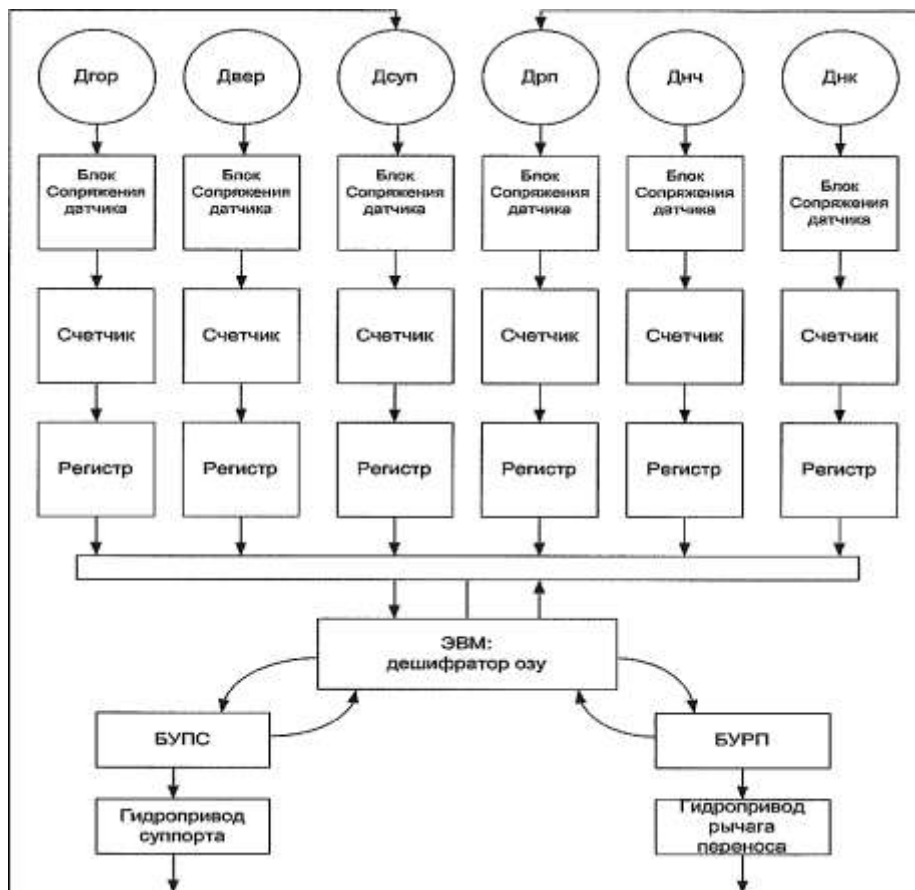 Дгор
Двер
Дсуп
Дрп
Днч
Днк
Блок
Сопряжения
датчика
Блок
Сопряжения
датчика
Блок
Сопряжения
датчика
Блок
Сопряжения
датчика
Блок
Сопряжения
датчика
Блок
Сопряжения
датчика
Счетчик
Счетчик
Счетчик
Счетчик
Счетчик
Счетчик
Регистр
Регистр
Регистр
Регистр
Регистр
Регистр
ЭВМ:
дешифратор озу
БУПС
БУРП
Гидропривод
суппорта
Гидропривод
рычага
переноса